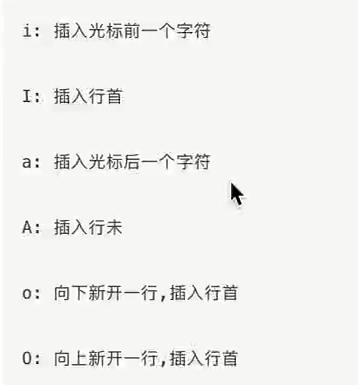 i: 插入光标前一个字符
I: 插入行首
a: 插入光标后一个字符
A: 插入行未
o: 向下新开一行,插入行首
O: 向上新开一行,插入行首